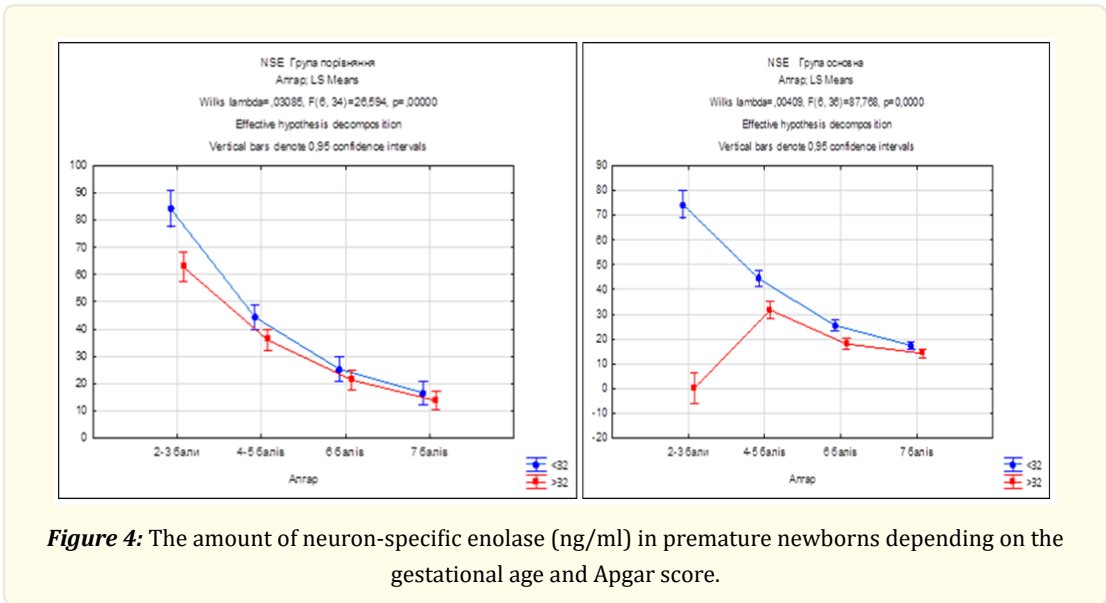 NSE Група порівняння
Апгар; LS Means
Wilks lambda=,03085, F(6, 34)=26,594, p=,00000
Effective hypothesis decomposition
Vertical bars denote 0,95 confidence intervals
100
90
80
70
60
50
40
30
20
10
0
2-3 бали 4-5 балів 6 балів 7 балів
Апгар
<32
>32
NSE Група основна
Апгар; LS Means
Wilks lambda=,00409, F(6, 36)=87,768, p=0,0000
Effective hypothesis decomposition
Vertical bars denote 0,95 confidence intervals
90
80
70
60
50
40
30
20
10
0
-10
-20
2-3 бали 4-5 балів 6 балів 7 балів
Апгар
<32
>32
Figure 4: The amount of neuron-specific enolase (ng/ml) in premature newborns depending on the
gestational age and Apgar score.